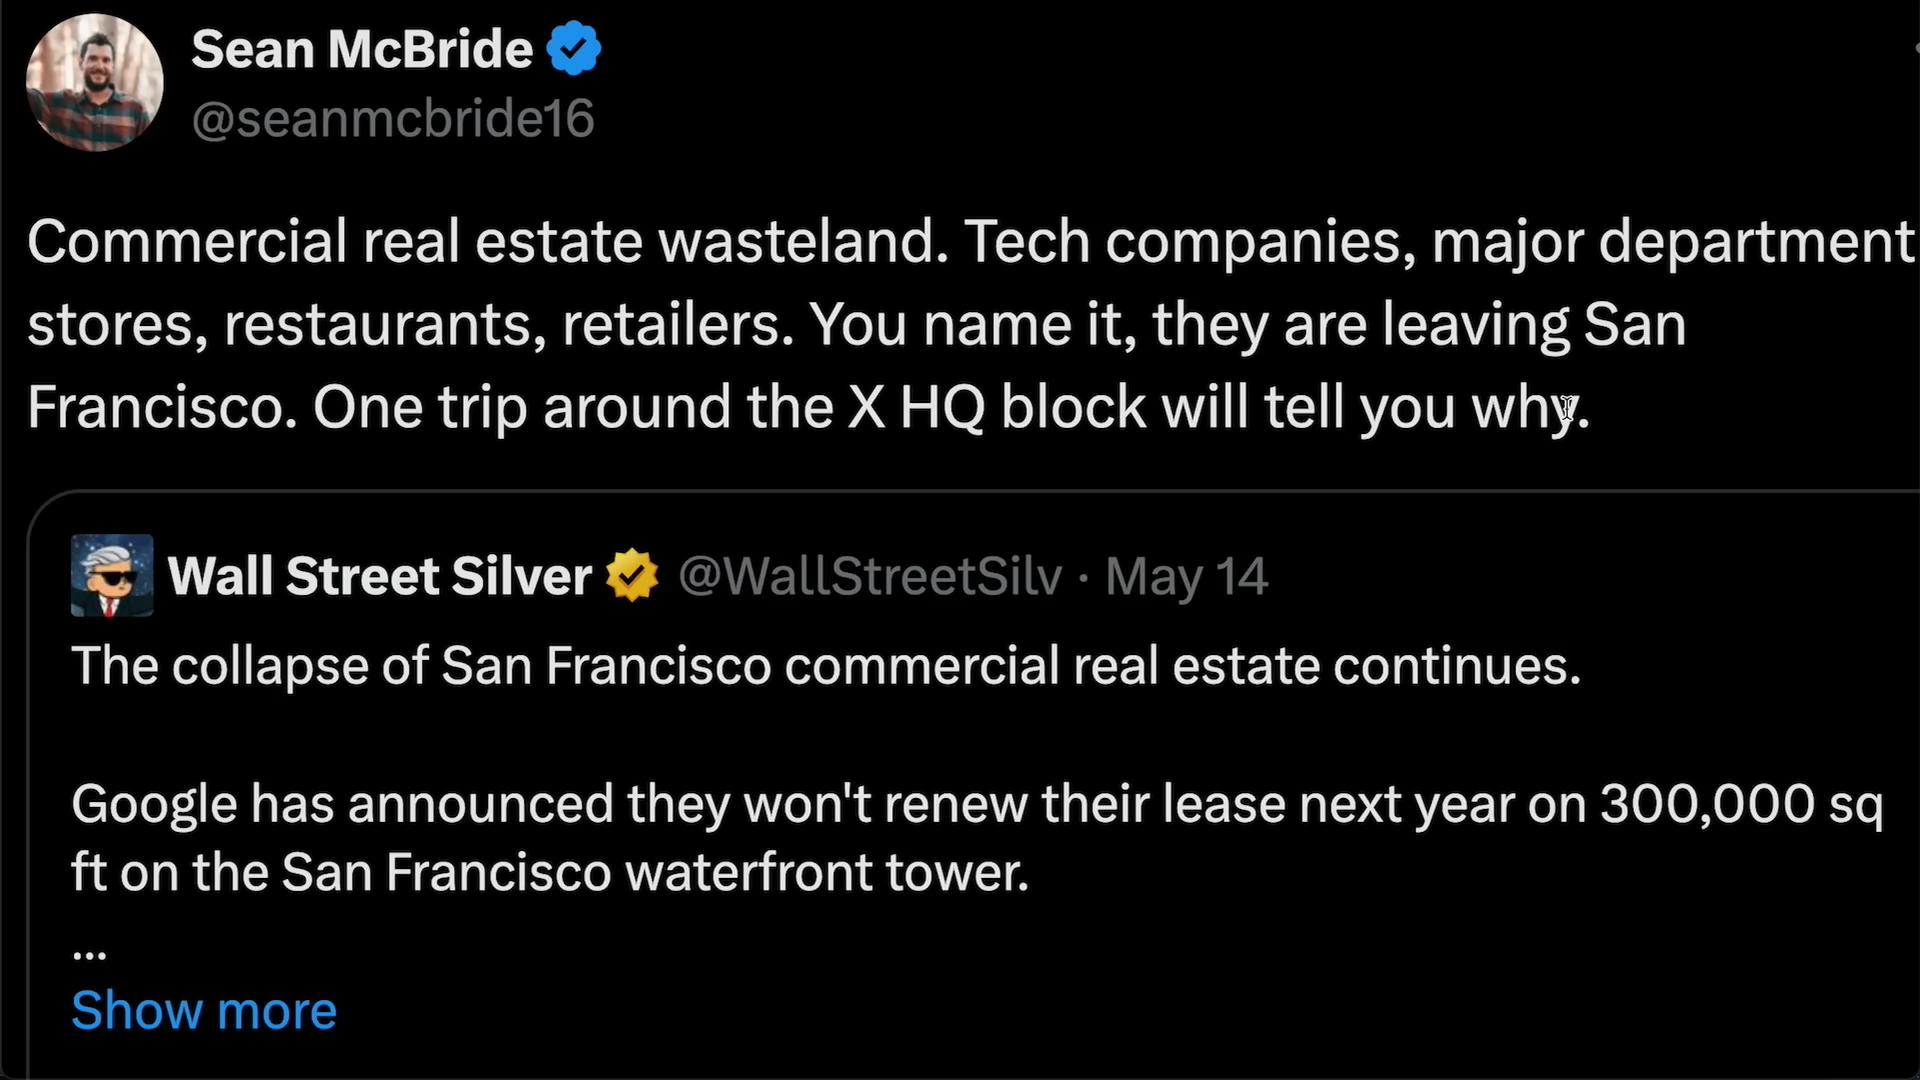 Sean McBride
@seanmcbride16
Commercial real estate wasteland. Tech companies, major department
stores, restaurants, retailers. You name it, they are leaving San
Francisco. One trip around the X HQ block will tell you why.
Wall Street Silver @WallStreetSilv · May 14
The collapse of San Francisco commercial real estate continues.
Google has announced they won't renew their lease next year on 300,000 sq
ft on the San Francisco waterfront tower.
...
Show more